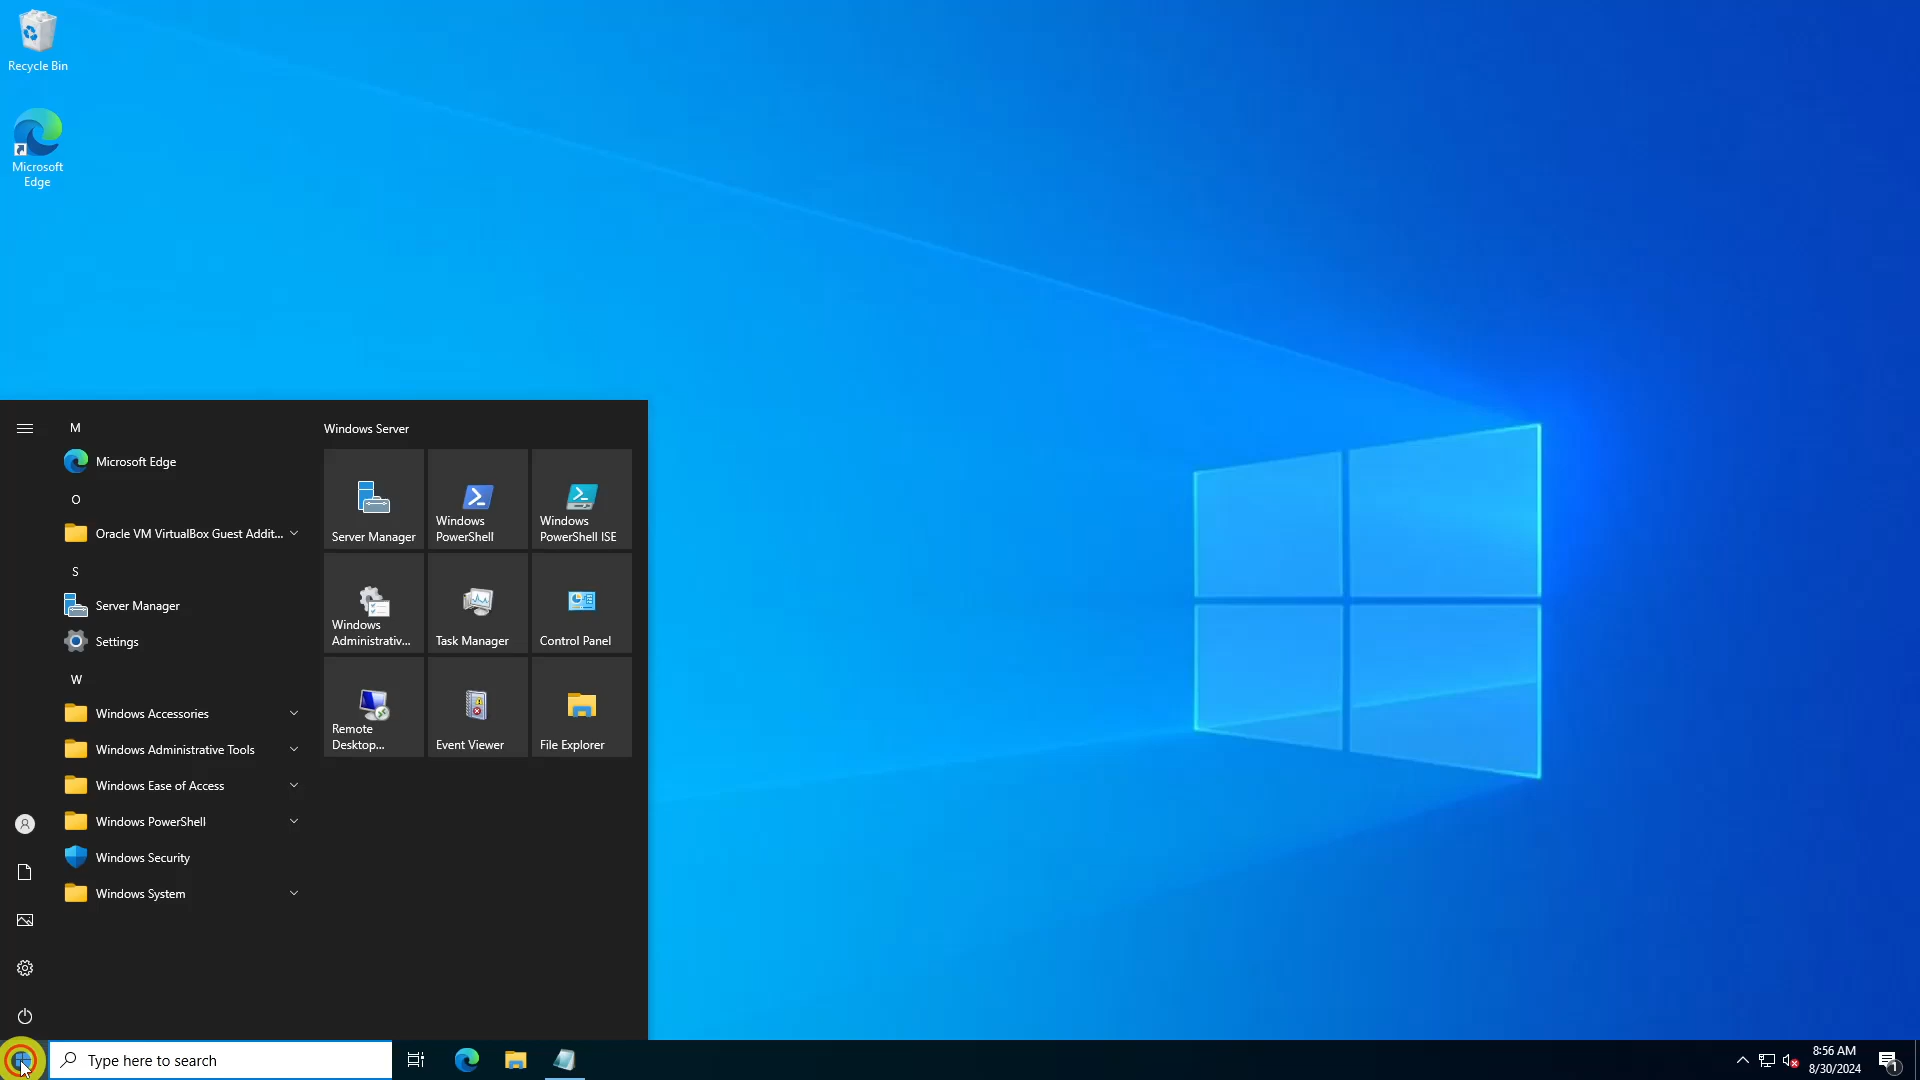 Recycle Bin
Microsoft
Edge
M
Microsoft Edge
O
Oracle VM VirtualBox Guest Addit...
S
Server Manager
Settings
W
Windows Accessories
Windows Administrative Tools
Windows Ease of Access
Windows PowerShell
Windows Security
Windows System
Windows Server
Server Manager
Windows
PowerShell
Windows
PowerShell ISE
Windows
Administrativ...
Task Manager
Control Panel
Remote
Desktop...
Event Viewer
File Explorer
Type here to search
8:56 AM
8/30/2024
1